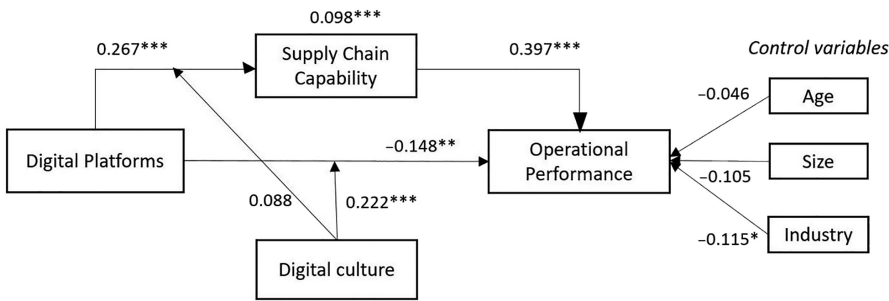 0.098***
0.267***
Supply Chain
Capability
0.397***
Control variables
−0.046
Age
Digital Platforms
−0.148**
Operational
Performance
Size
−0.105
0.088
0.222***
−0.115*
Industry
Digital culture